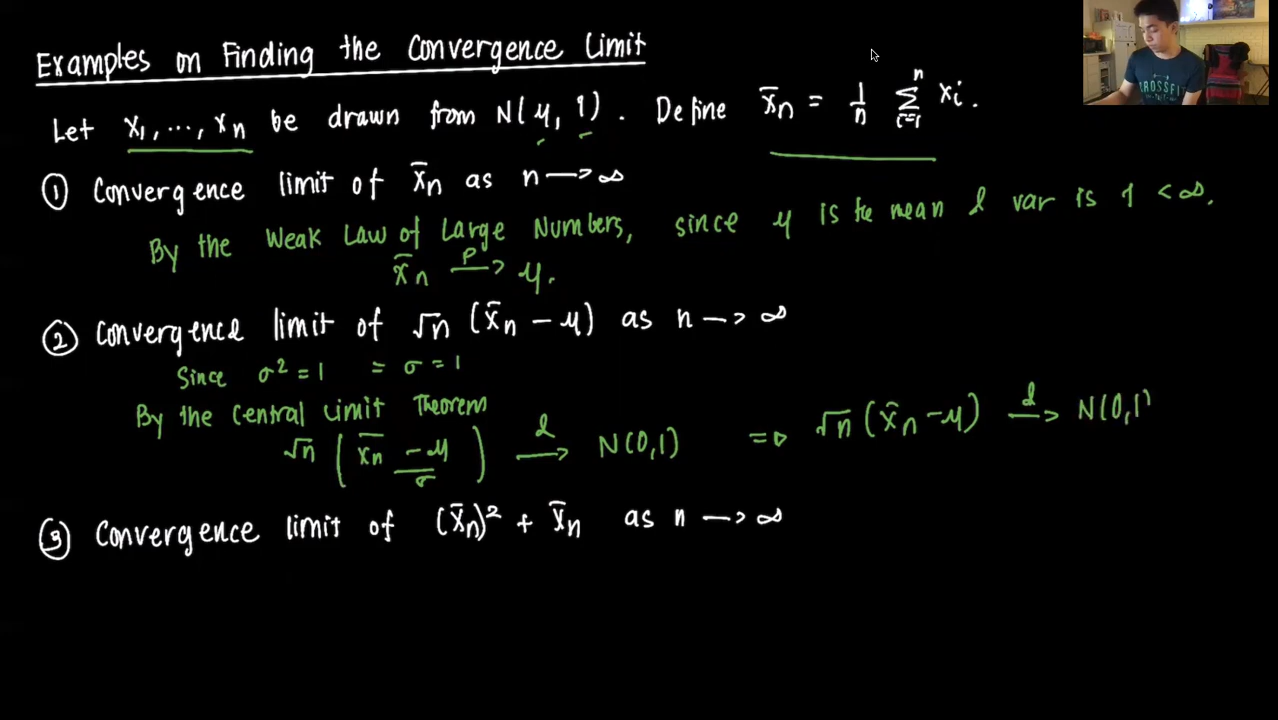 Examples on Finding the Convergence Limit
Let X₁, ..., Xₙ be drawn from N(μ, 1). Define X̄ₙ = 1/n Σᵢ₌₁ⁿ Xᵢ.
① Convergence limit of X̄ₙ as n → ∞
By the Weak Law of Large Numbers, since μ is the mean & var is 1 < ∞.
X̄ₙ →ᵖ μ.
② Convergence limit of √n (X̄ₙ − μ) as n → ∞
Since σ² = 1 = σ = 1
By the Central Limit Theorem
√n ( (X̄ₙ − μ) / σ ) →ᵈ N(0,1) ⇒ √n (X̄ₙ − μ) →ᵈ N(0,1)
③ Convergence limit of (X̄ₙ)² + X̄ₙ as n → ∞
CROSSFIT